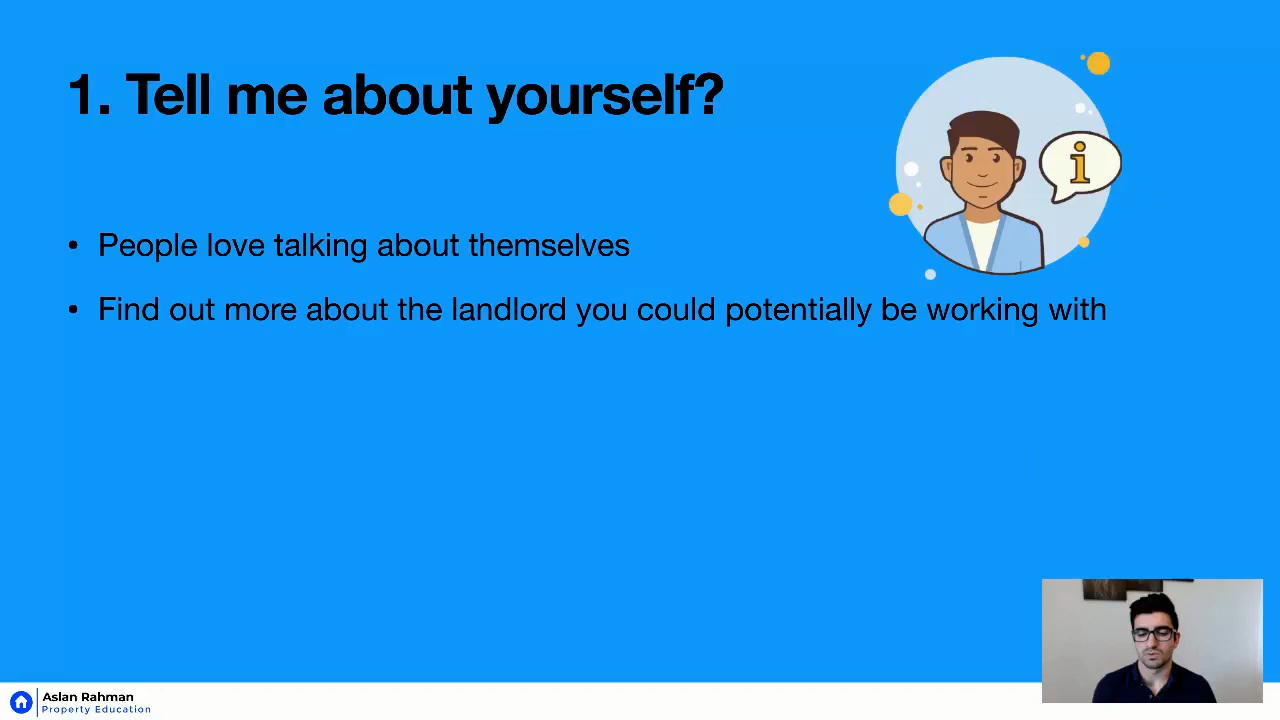 1. Tell me about yourself?
i
• People love talking about themselves
• Find out more about the landlord you could potentially be working with
Aslan Rahman
Property Education